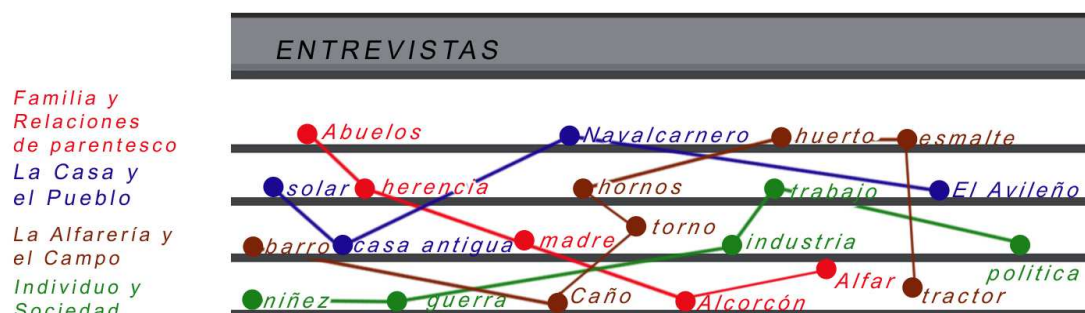 ENTREVISTAS
Familia y
Relaciones
de parentesco
La Casa y
el Pueblo
La Alfarería y
el Campo
Individuo y
Sociedad
Abuelos
Navalcarnero
huerto
esmalte
solar
herencia
hornos
trabajo
El Avileño
barro
casa antigua
madre
torno
industria
politica
niñez
guerra
Caño
Alcorcón
Alfar
tractor